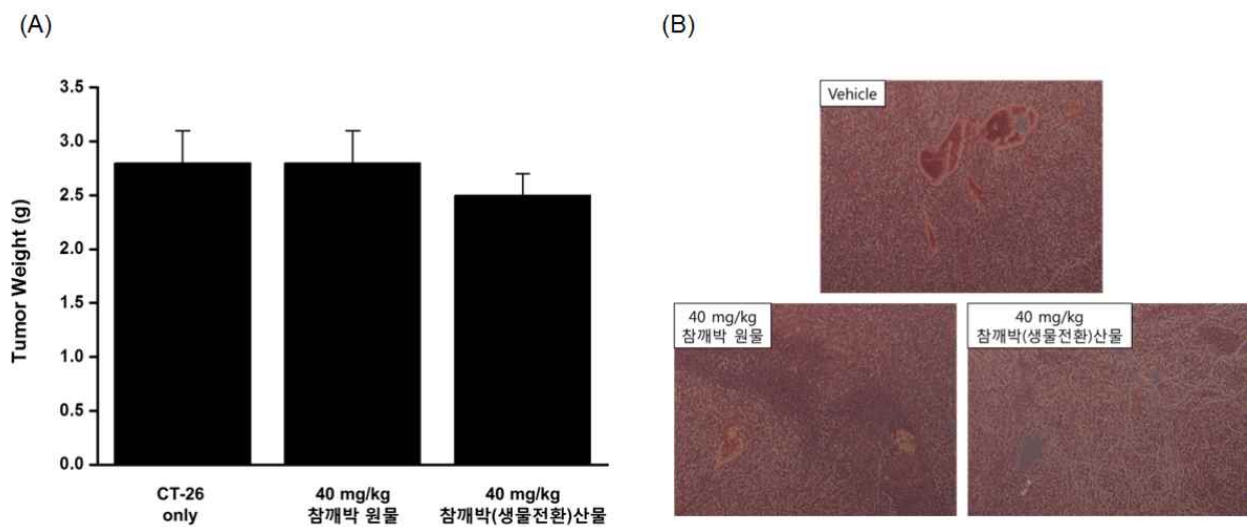 (A)
Tumor Weight (g)
3.5
3.0
2.5
2.0
1.5
1.0
0.5
0.0
CT-26
only
40 mg/kg
참깨박 원물
40 mg/kg
참깨박(생물전환)산물
(B)
Vehicle
40 mg/kg
참깨박 원물
40 mg/kg
참깨박(생물전환)산물